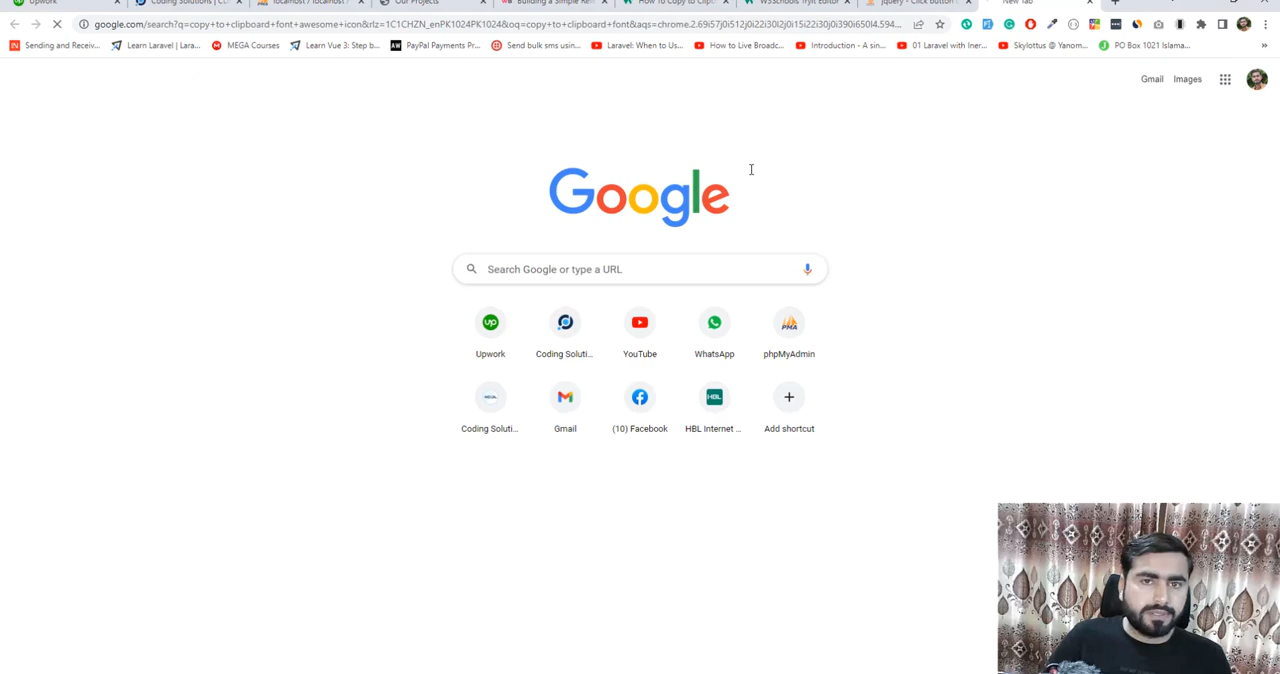 Upwork
Coding Solutions | Cu
localhost / localhost /
Our Projects
Building a Simple Re
How To Copy to Clip
W3Schools Tryit Editor
jquery - Click button
New Tab
google.com/search?q=copy+to+clipboard+font+awesome+icon&rlz=1C1CHZN_enPK1024PK1024&oq=copy+to+clipboard+font+awesome+icon&aqs=chrome.2.69i57j0i512j0i22i30l2j0i15i22i30j0i390i650l4.594...
Sending and Receiv...
Learn Laravel | Lara...
MEGA Courses
Learn Vue 3: Step b...
PayPal Payments Pr...
Send bulk sms usin...
Laravel: When to Us...
How to Live Broadc...
Introduction - A sin...
01 Laravel with Iner...
Skylottus @ Yanom...
PO Box 1021 Islama...
Gmail
Images
Google
Search Google or type a URL
Upwork
Coding Soluti...
YouTube
WhatsApp
phpMyAdmin
Coding Soluti...
Gmail
(10) Facebook
HBL Internet ...
Add shortcut